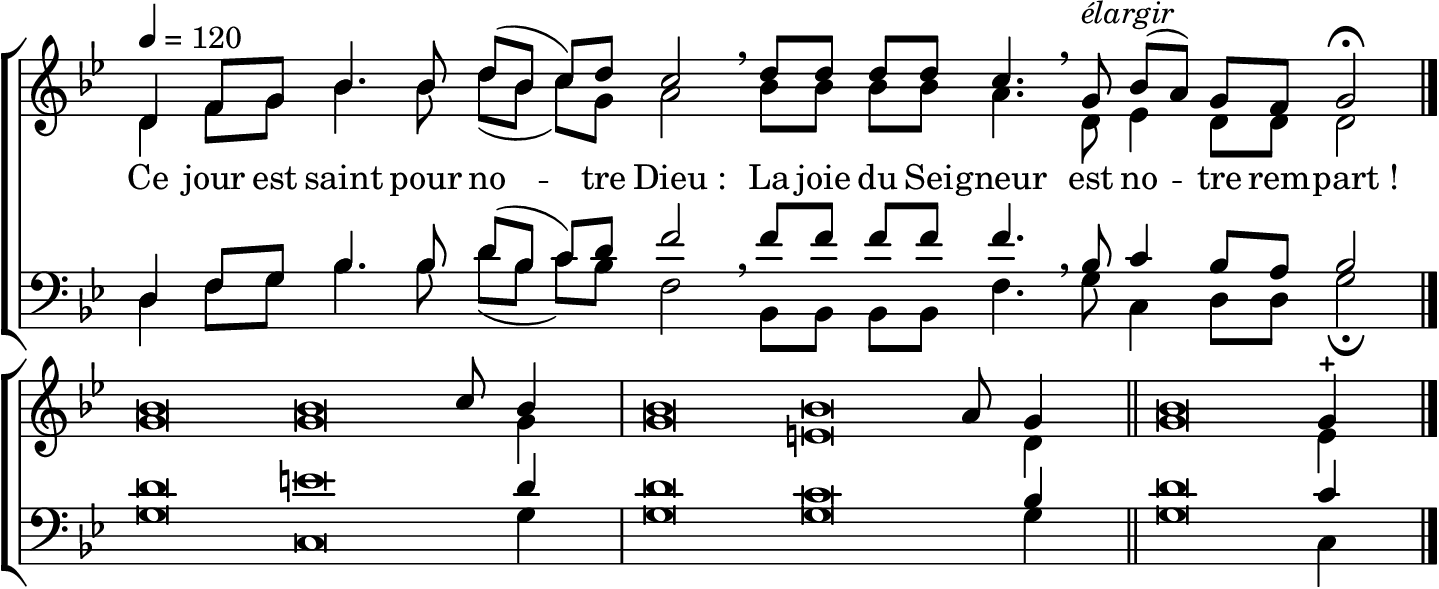 ♩ = 120
élargir
Ce jour est saint pour no - tre Dieu : La joie du Seigneur est no - tre rempart !